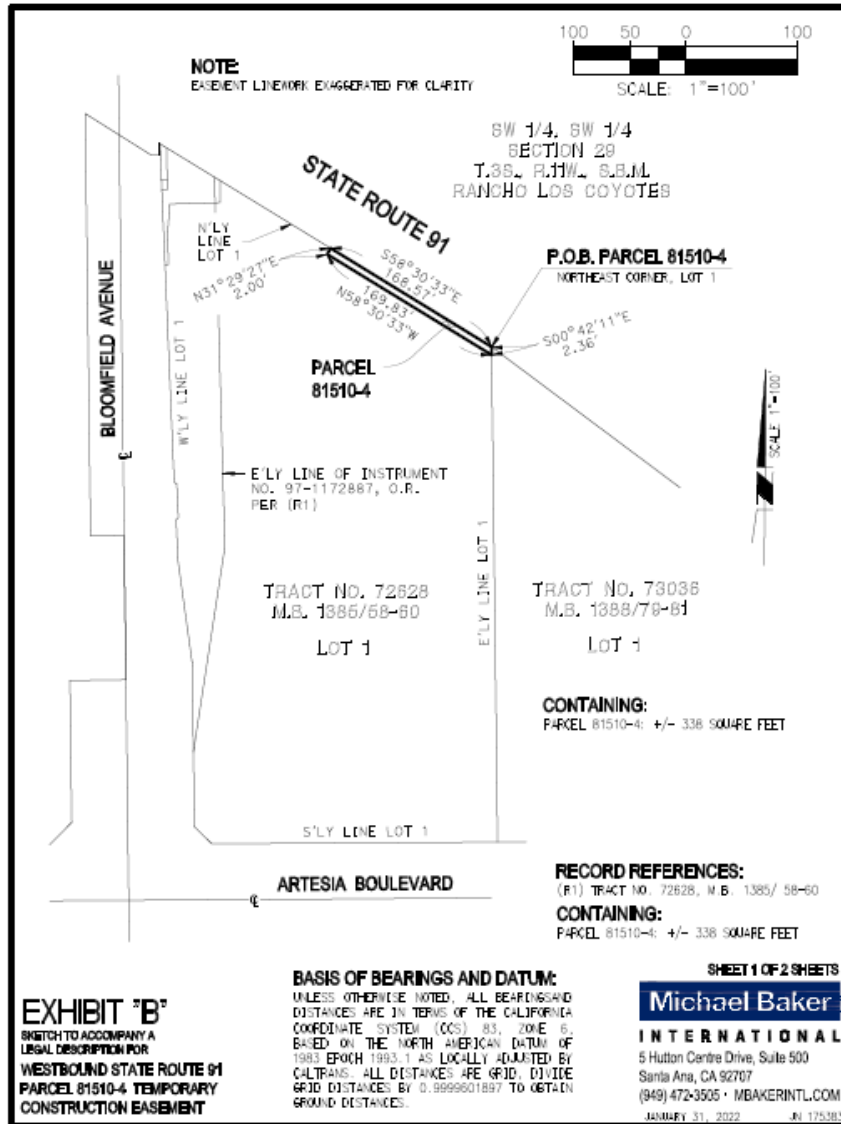 100 50 0 100
SCALE: 1"=100'
NOTE:
EASEMENT LINEWORK EXAGGERATED FOR CLARITY
SW 1/4, SW 1/4
SECTION 29
T.3S., R.11W., S.B.M.
RANCHO LOS COYOTES
STATE ROUTE 91
N'LY
LINE
LOT 1
S58°30'33"E
168.57'
P.O.B. PARCEL 81510-4
NORTHEAST CORNER, LOT 1
N31°29'27"E
2.00'
169.83'
N58°30'33"W
S00°42'11"E
2.36'
PARCEL
81510-4
BLOOMFIELD AVENUE
W'LY LINE LOT 1
SCALE 1"=100'
E'LY LINE OF INSTRUMENT
NO. 97-1172887, O.R.
PER (R1)
E'LY LINE LOT 1
TRACT NO. 72628
M.B. 1385/58-60
LOT 1
TRACT NO. 73036
M.B. 1388/79-81
LOT 1
CONTAINING:
PARCEL 81510-4: +/- 338 SQUARE FEET
S'LY LINE LOT 1
ARTESIA BOULEVARD
RECORD REFERENCES:
(R1) TRACT NO. 72628, M.B. 1385/ 58-60
CONTAINING:
PARCEL 81510-4: +/- 338 SQUARE FEET
EXHIBIT "B"
SKETCH TO ACCOMPANY A
LEGAL DESCRIPTION FOR
WESTBOUND STATE ROUTE 91
PARCEL 81510-4 TEMPORARY
CONSTRUCTION EASEMENT
BASIS OF BEARINGS AND DATUM:
UNLESS OTHERWISE NOTED, ALL BEARINGSAND
DISTANCES ARE IN TERMS OF THE CALIFORNIA
COORDINATE SYSTEM (CCS) 83, ZONE 6,
BASED ON THE NORTH AMERICAN DATUM OF
1983 EPOCH 1993.1 AS LOCALLY ADJUSTED BY
CALTRANS. ALL DISTANCES ARE GRID, DIVIDE
GRID DISTANCES BY 0.9999601897 TO OBTAIN
GROUND DISTANCES.
SHEET 1 OF 2 SHEETS
Michael Baker
INTERNATIONAL
5 Hutton Centre Drive, Suite 500
Santa Ana, CA 92707
(949) 472-3505 · MBAKERINTL.COM
JANUARY 31, 2022 JN 175383